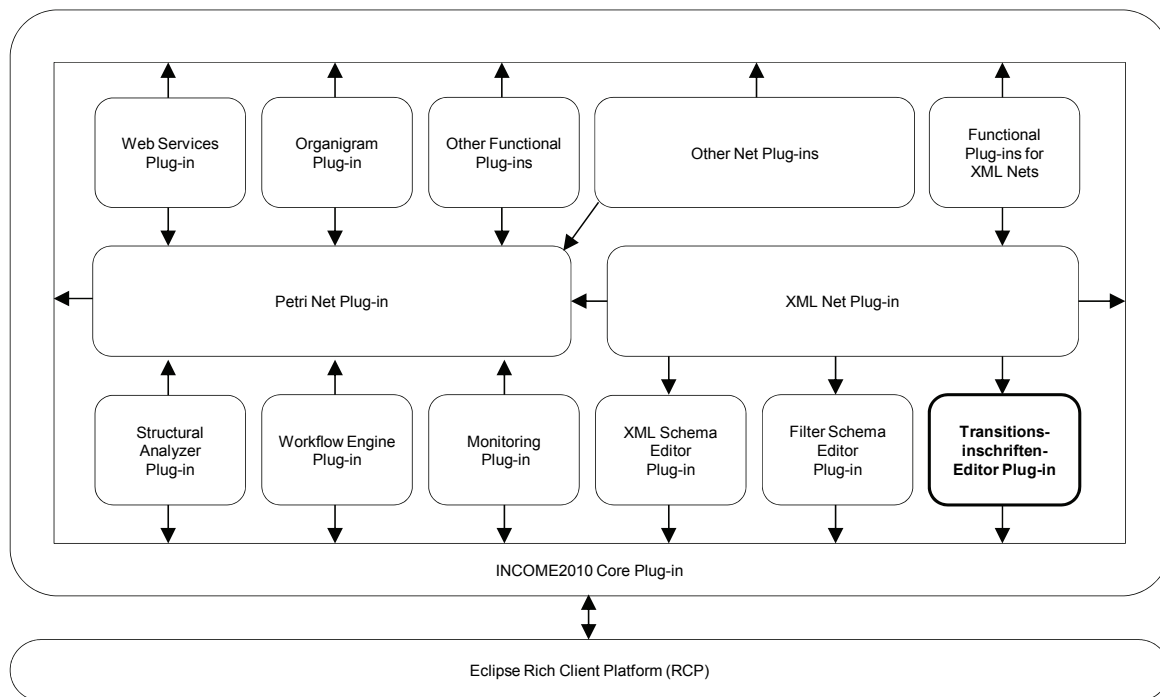 Web Services
Plug-in
Organigram
Plug-in
Other Functional
Plug-ins
Other Net Plug-ins
Functional
Plug-ins for
XML Nets
Petri Net Plug-in
XML Net Plug-in
Structural
Analyzer
Plug-in
Workflow Engine
Plug-in
Monitoring
Plug-in
XML Schema
Editor
Plug-in
Filter Schema
Editor
Plug-in
Transitions-
inschriften-
Editor Plug-in
INCOME2010 Core Plug-in
Eclipse Rich Client Platform (RCP)